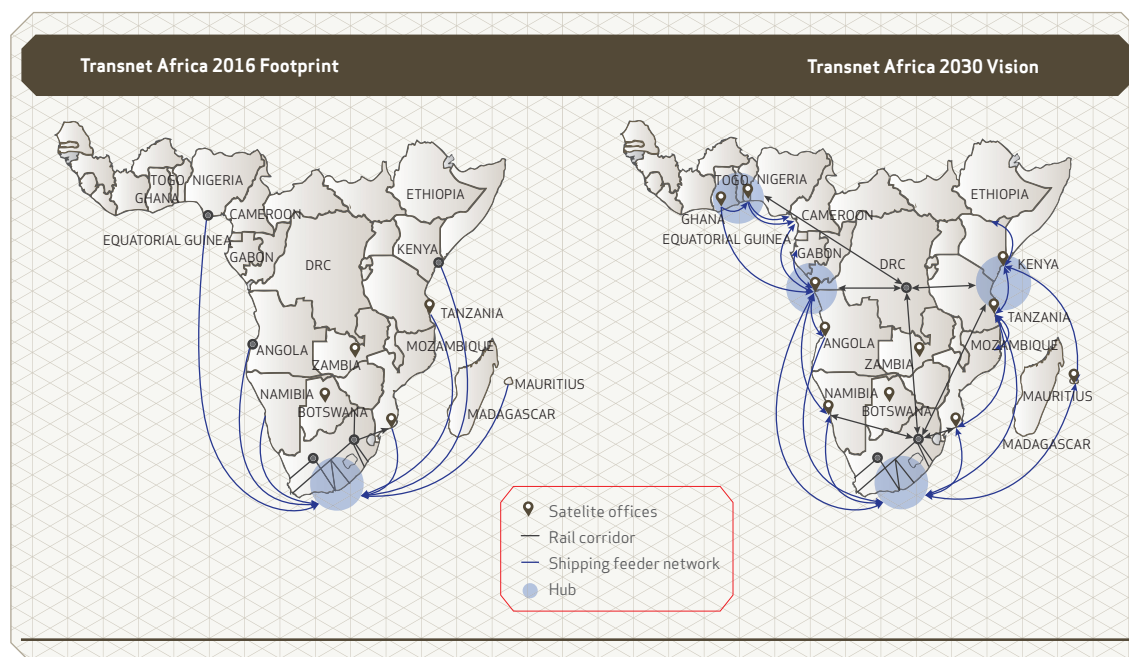 Transnet Africa 2016 Footprint
Transnet Africa 2030 Vision
TOGO
NIGERIA
GHANA
ETHIOPIA
CAMEROON
EQUATORIAL GUINEA
GABON
KENYA
DRC
TANZANIA
ANGOLA
MOZAMBIQUE
ZAMBIA
NAMIBIA
MAURITIUS
BOTSWANA
MADAGASCAR
TOGO
NIGERIA
ETHIOPIA
GHANA
CAMEROON
EQUATORIAL GUINEA
GABON
DRC
KENYA
TANZANIA
ANGOLA
MOZAMBIQUE
ZAMBIA
NAMIBIA
MAURITIUS
BOTSWANA
MADAGASCAR
Satelite offices
Rail corridor
Shipping feeder network
Hub